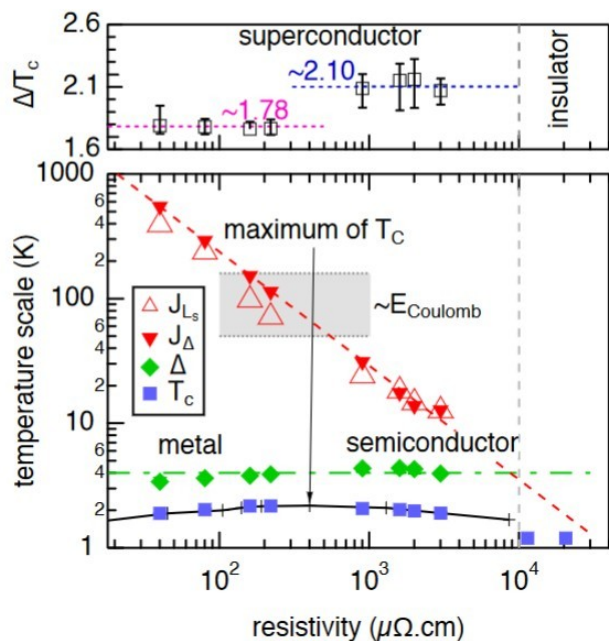 2.6
superconductor
Δ/Tc
2.1
~2.10
~1.78
1.6
insulator
1000
maximum of TC
temperature scale (K)
6
4
2
100
6
4
2
10
6
4
2
1
JLs
JΔ
Δ
Tc
~ECoulomb
metal
semiconductor
10²
10³
10⁴
resistivity (μΩ.cm)